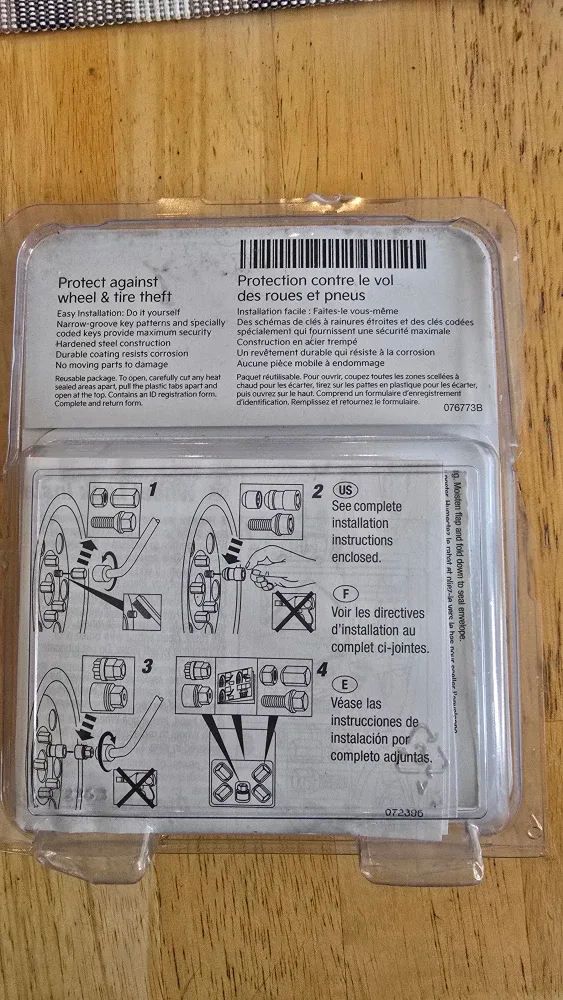 Protect against
wheel & tire theft
Easy Installation: Do it yourself
Narrow-groove key patterns and specially
coded keys provide maximum security
Hardened steel construction
Durable coating resists corrosion
No moving parts to damage
Reusable package. To open, carefully cut any heat
sealed areas apart, pull the plastic tabs apart and
open at the top. Contains an ID registration form.
Complete and return form.
Protection contre le vol
des roues et pneus
Installation facile : Faites-le vous-même
Des schémas de clés à rainures étroites et des clés codées
spécialement qui fournissent une sécurité maximale
Construction en acier trempé
Un revêtement durable qui résiste à la corrosion
Aucune pièce mobile à endommager
Paquet réutilisable. Pour ouvrir, coupez toutes les zones scellées à
chaud pour les écarter, tirez sur les pattes en plastique pour les écarter,
puis ouvrez sur le haut. Comprend un formulaire d'enregistrement
d'identification. Remplissez et retournez le formulaire.
076773B
1
2
3
4
US
See complete
installation
instructions
enclosed.
F
Voir les directives
d'installation au
complet ci-jointes.
E
Véase las
instrucciones de
instalación por
completo adjuntas.
072396
g. Moisten flap and fold down to seal envelope.